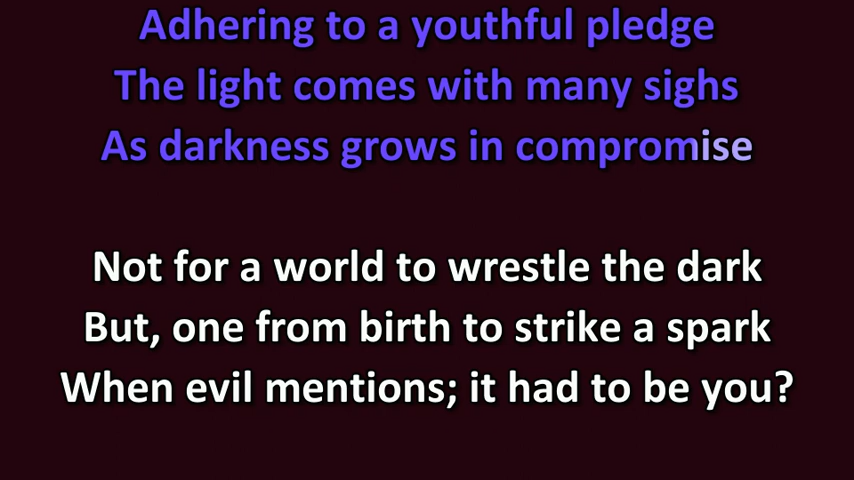 Adhering to a youthful pledge
The light comes with many sighs
As darkness grows in compromise
Not for a world to wrestle the dark
But, one from birth to strike a spark
When evil mentions; it had to be you?